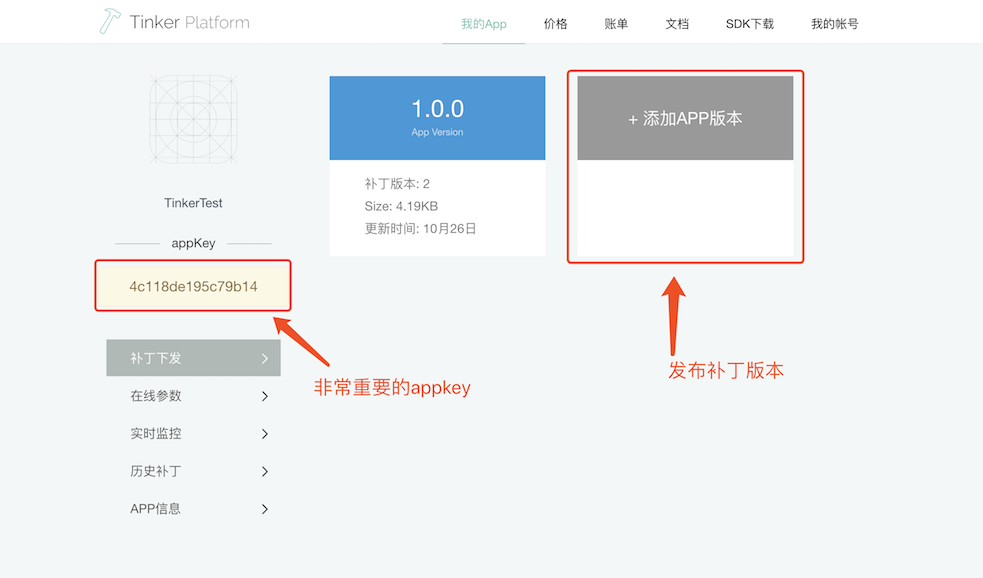 Tinker Platform
我的App 价格 账单 文档 SDK下载 我的帐号
TinkerTest
appKey
4c118de195c79b14
补丁下发
在线参数
实时监控
历史补丁
APP信息
1.0.0
App Version
补丁版本: 2
Size: 4.19KB
更新时间: 10月26日
+ 添加APP版本
非常重要的appkey
发布补丁版本